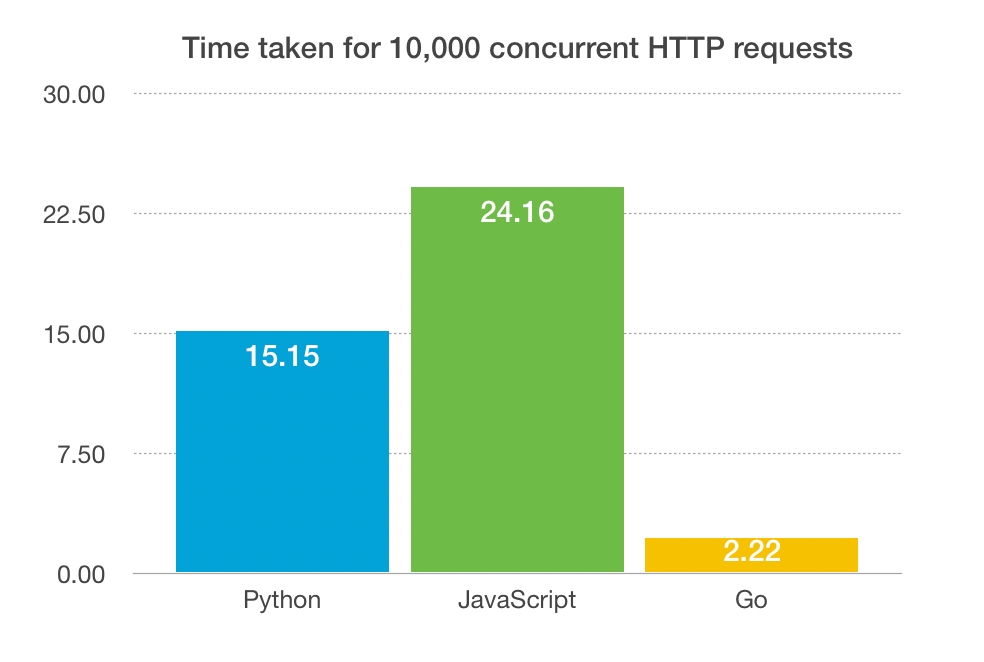 Time taken for 10,000 concurrent HTTP requests
30.00
22.50
15.00
7.50
0.00
15.15
24.16
2.22
Python
JavaScript
Go